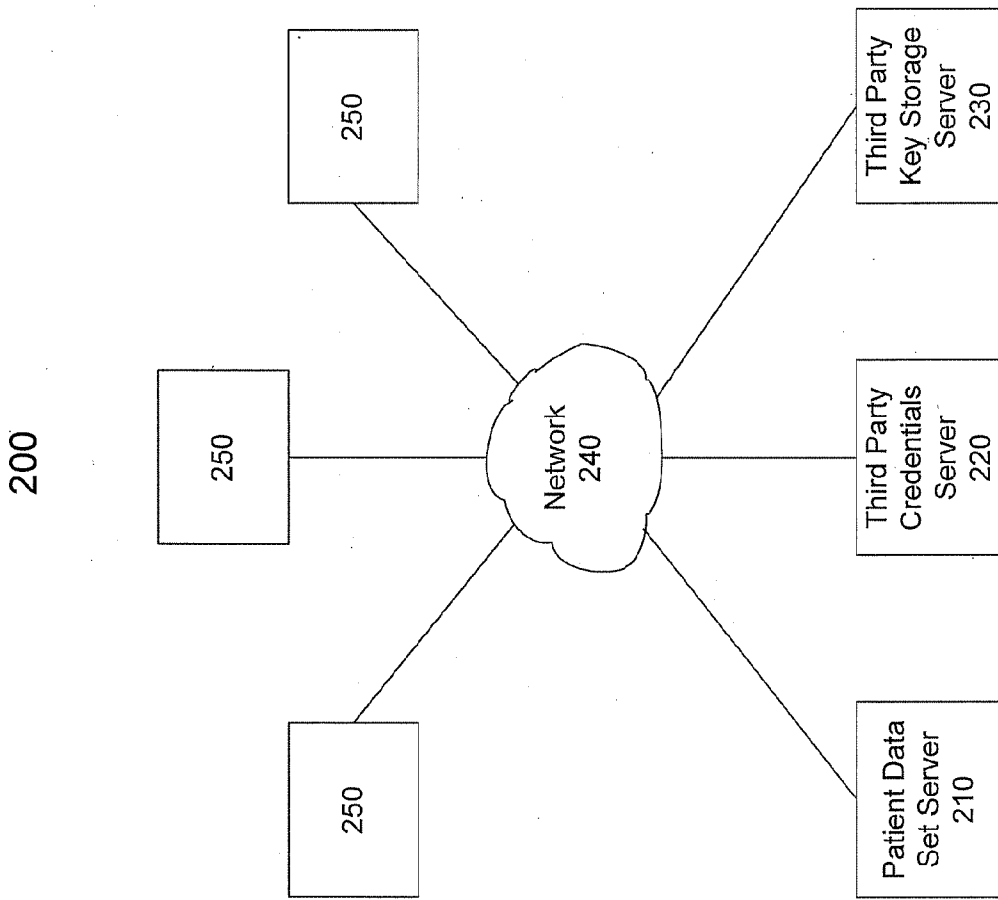 200
250
250
250
Network
240
Patient Data
Set Server
210
Third Party
Credentials
Server
220
Third Party
Key Storage
Server
230